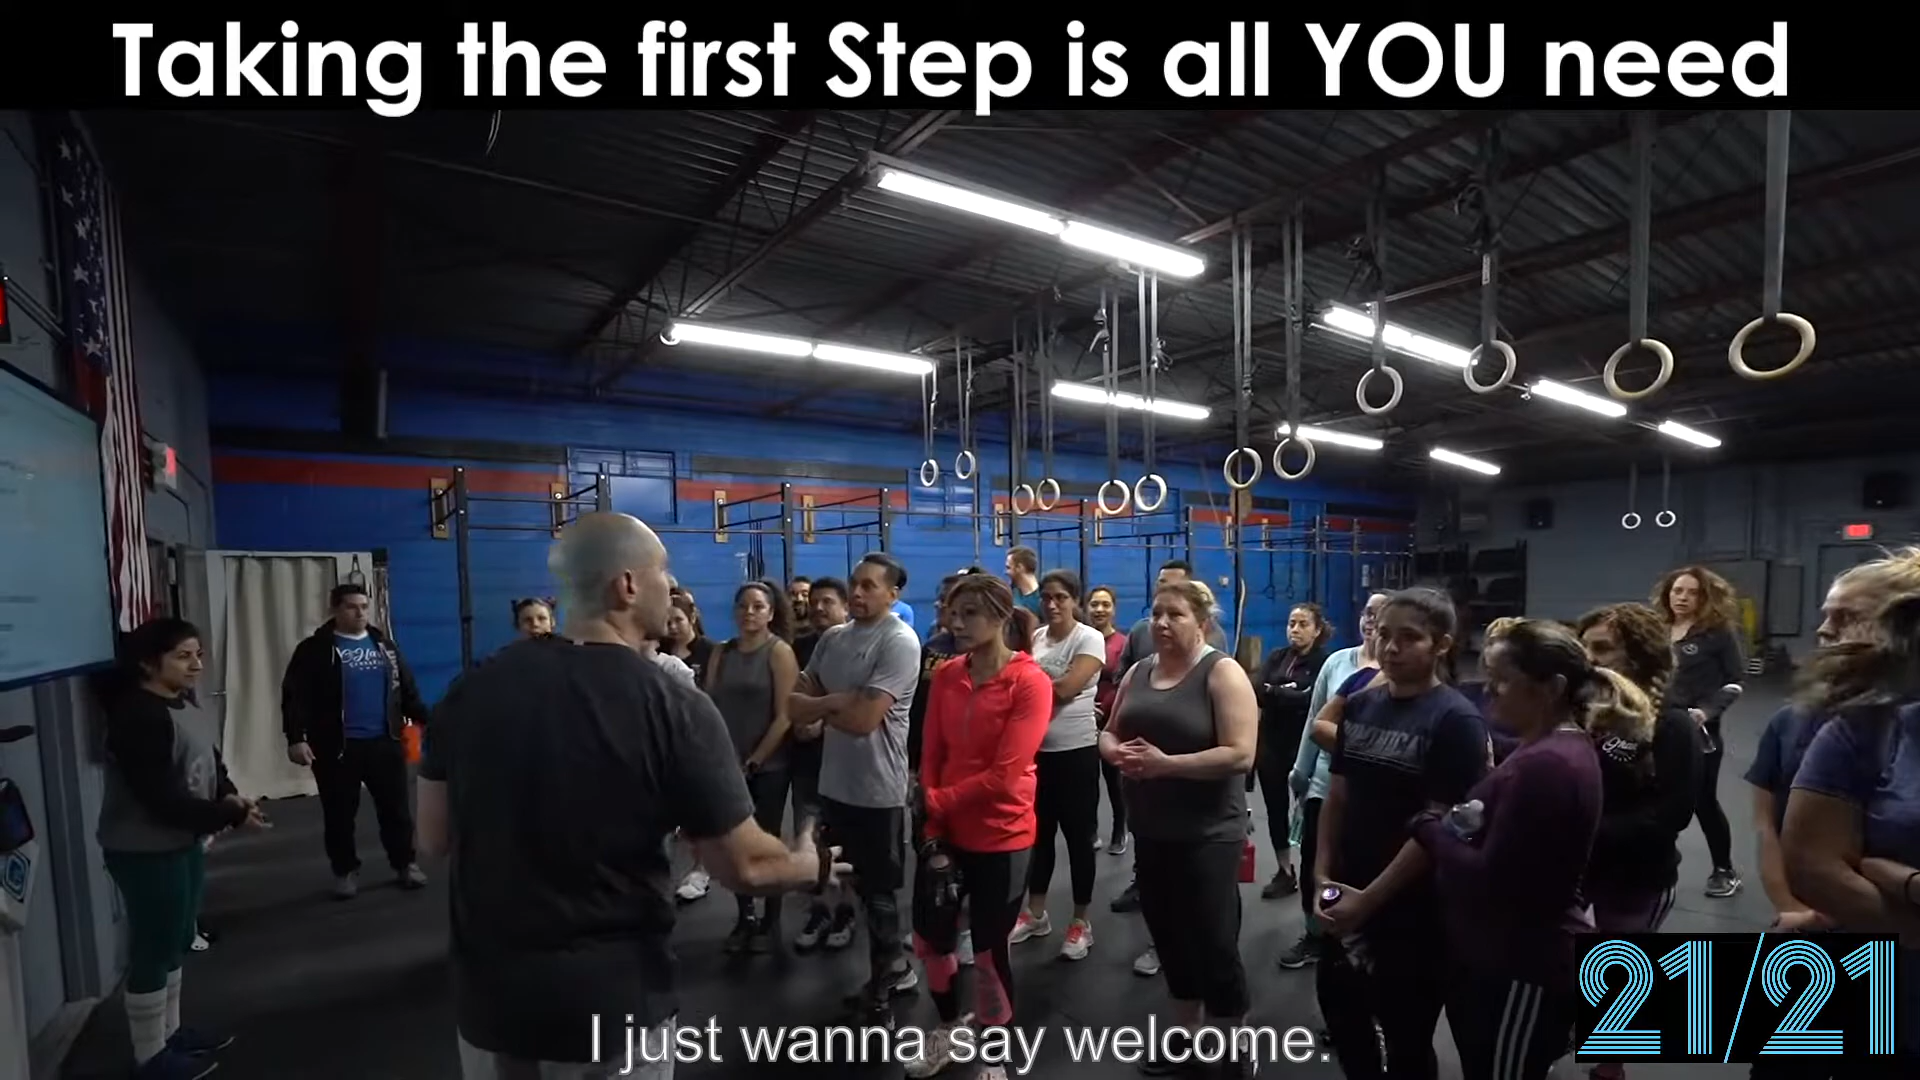 Taking the first Step is all YOU need
I just wanna say welcome.
21/21